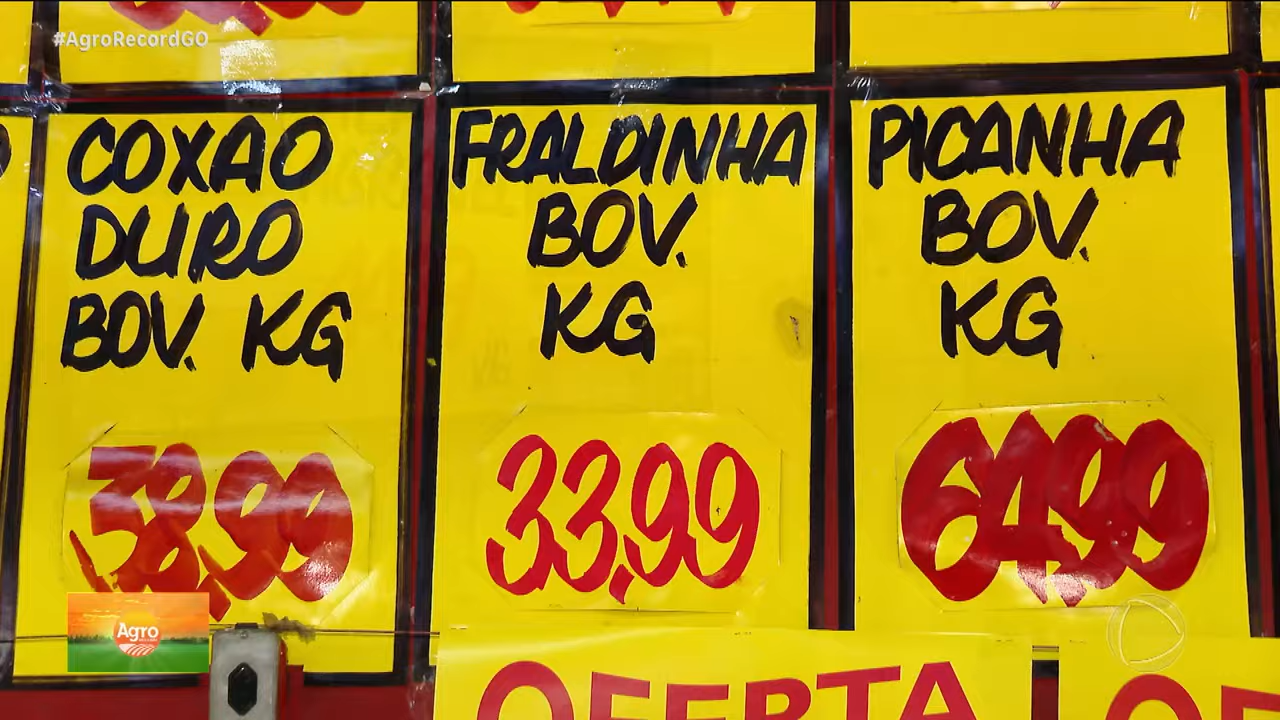 #AgroRecordGO
COXAO
DURO
BOV. KG
38,99
FRALDINHA
BOV.
KG
33,99
PICANHA
BOV.
KG
64,99
Agro
OFERTA